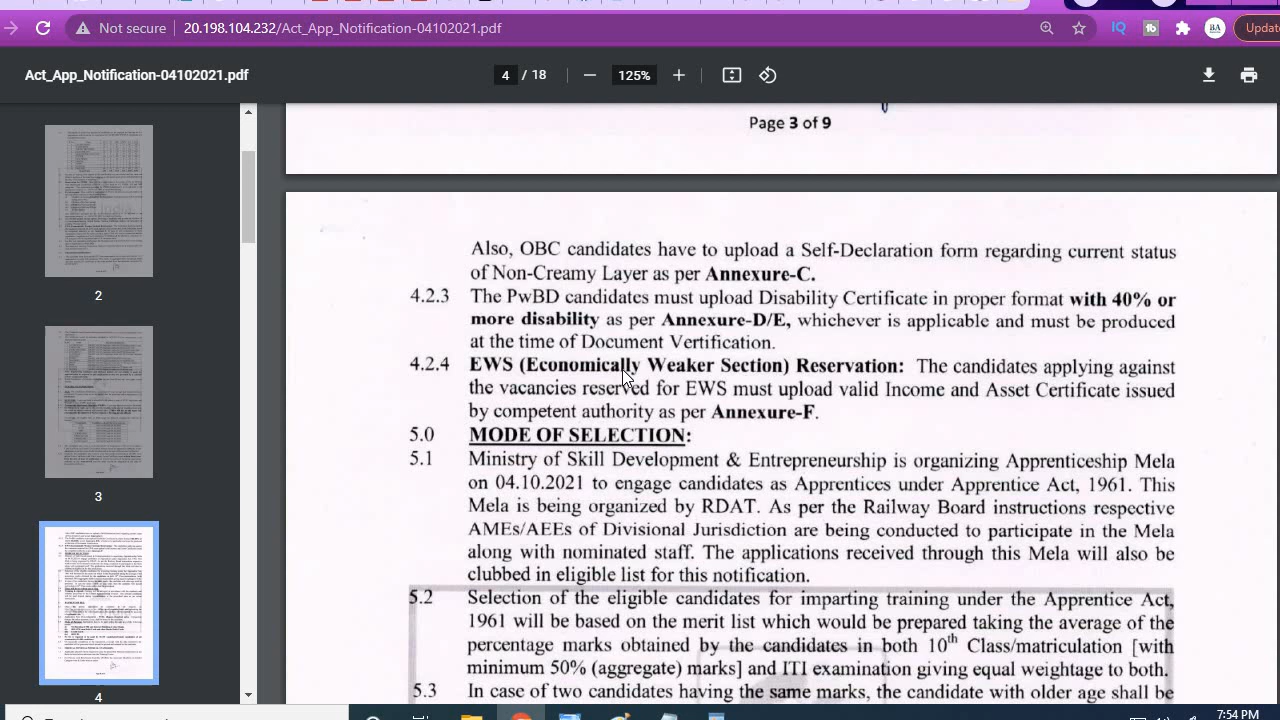 Not secure 20.198.104.232/Act_App_Notification-04102021.pdf IQ tb BA Updat
Act_App_Notification-04102021.pdf 4 / 18 — 125% +
2
3
4
Page 3 of 9
Also, OBC candidates have to upload a Self-Declaration form regarding current status
of Non-Creamy Layer as per Annexure-C.
4.2.3 The PwBD candidates must upload Disability Certificate in proper format with 40% or
more disability as per Annexure-D/E, whichever is applicable and must be produced
at the time of Document Vertification.
4.2.4 EWS (Economically Weaker Section) Reservation: The candidates applying against
the vacancies reserved for EWS must upload valid Income and Asset Certificate issued
by competent authority as per Annexure-F.
5.0 MODE OF SELECTION:
5.1 Ministry of Skill Development & Entrepreneurship is organizing Apprenticeship Mela
on 04.10.2021 to engage candidates as Apprentices under Apprentice Act, 1961. This
Mela is being organized by RDAT. As per the Railway Board instructions respective
AMEs/AEEs of Divisional Jurisdiction are being conducted to participate in the Mela
along with nominated staff. The applications received through this Mela will also be
clubbed in eligible list for this notification.
5.2 Selection of the eligible candidates for imparting training under the Apprentice Act,
1961 will be based on the merit list which would be prepared taking the average of the
percentage marks obtained by the candidates in both 10th Class/matriculation [with
minimum 50% (aggregate) marks] and ITI examination giving equal weightage to both.
5.3 In case of two candidates having the same marks, the candidate with older age shall be
7:54 PM